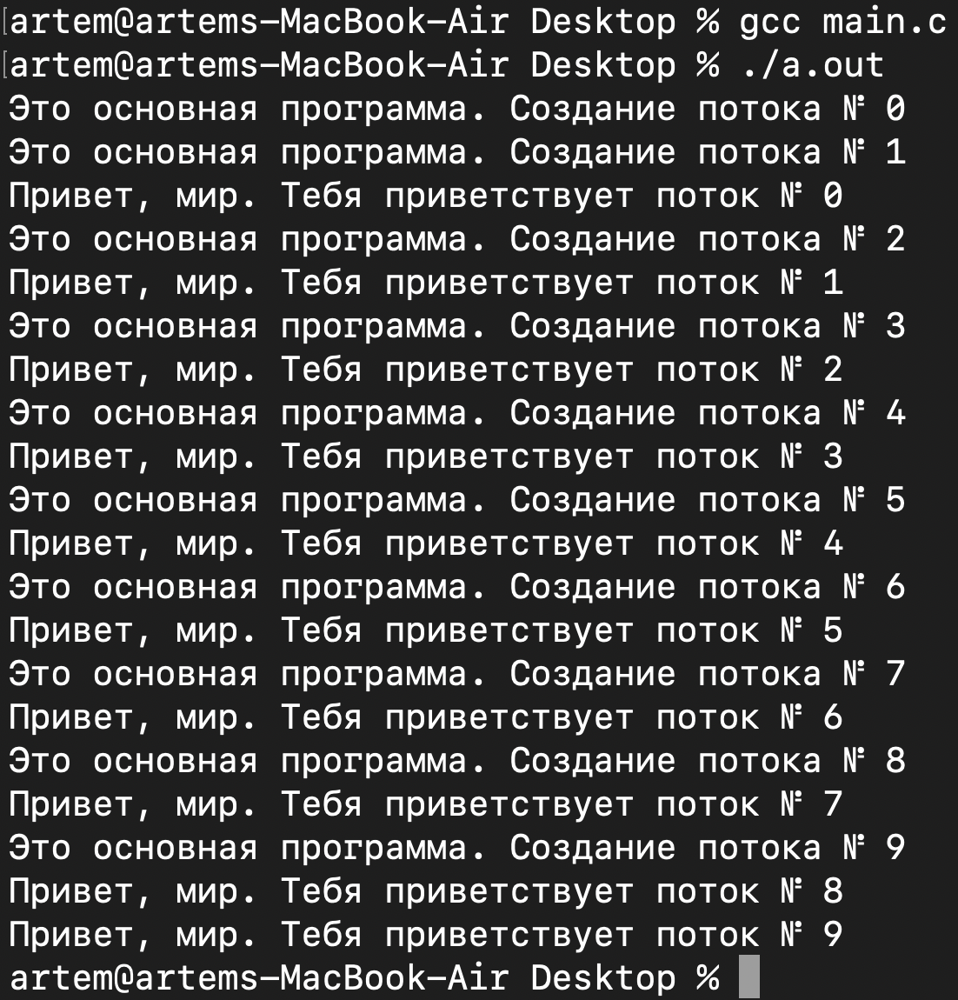 [artem@artems-MacBook-Air Desktop % gcc main.c
[artem@artems-MacBook-Air Desktop % ./a.out
Это основная программа. Создание потока № 0
Это основная программа. Создание потока № 1
Привет, мир. Тебя приветствует поток № 0
Это основная программа. Создание потока № 2
Привет, мир. Тебя приветствует поток № 1
Это основная программа. Создание потока № 3
Привет, мир. Тебя приветствует поток № 2
Это основная программа. Создание потока № 4
Привет, мир. Тебя приветствует поток № 3
Это основная программа. Создание потока № 5
Привет, мир. Тебя приветствует поток № 4
Это основная программа. Создание потока № 6
Привет, мир. Тебя приветствует поток № 5
Это основная программа. Создание потока № 7
Привет, мир. Тебя приветствует поток № 6
Это основная программа. Создание потока № 8
Привет, мир. Тебя приветствует поток № 7
Это основная программа. Создание потока № 9
Привет, мир. Тебя приветствует поток № 8
Привет, мир. Тебя приветствует поток № 9
artem@artems-MacBook-Air Desktop %